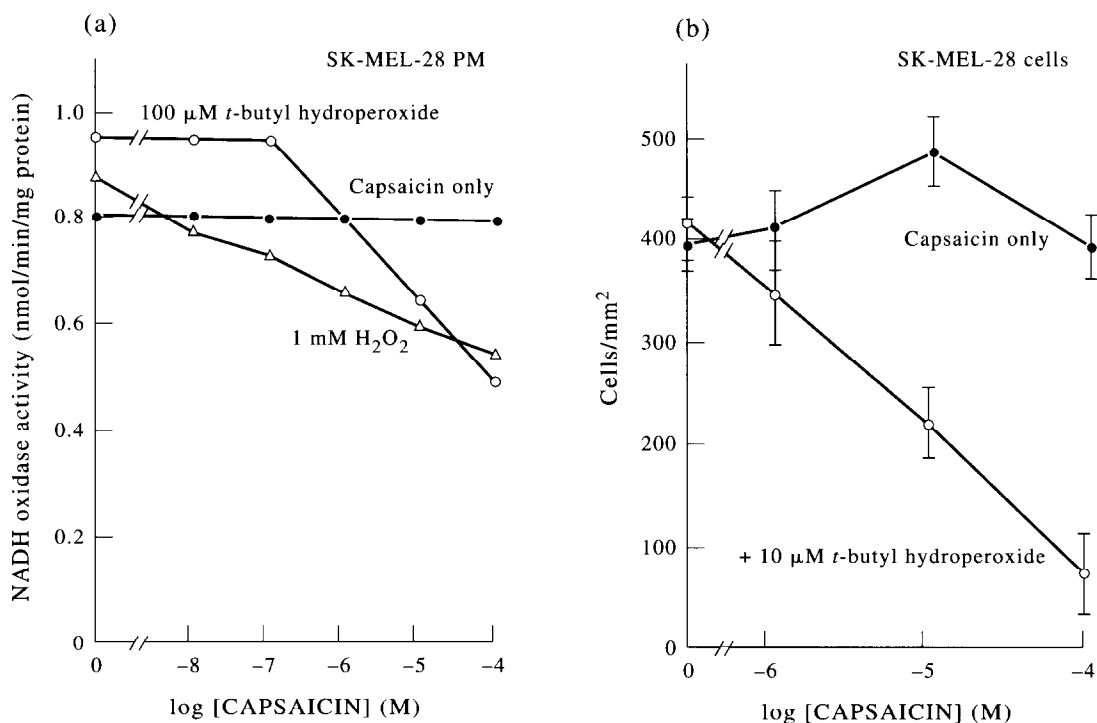 (a)
SK-MEL-28 PM
100 μM t-butyl hydroperoxide
Capsaicin only
1 mM H₂O₂
NADH oxidase activity (nmol/min/mg protein)
1.0
0.8
0.6
0.4
0.2
0
0
−8
−7
−6
−5
−4
log [CAPSAICIN] (M)
(b)
SK-MEL-28 cells
Capsaicin only
+ 10 μM t-butyl hydroperoxide
Cells/mm²
500
400
300
200
100
0
0
−6
−5
−4
log [CAPSAICIN] (M)